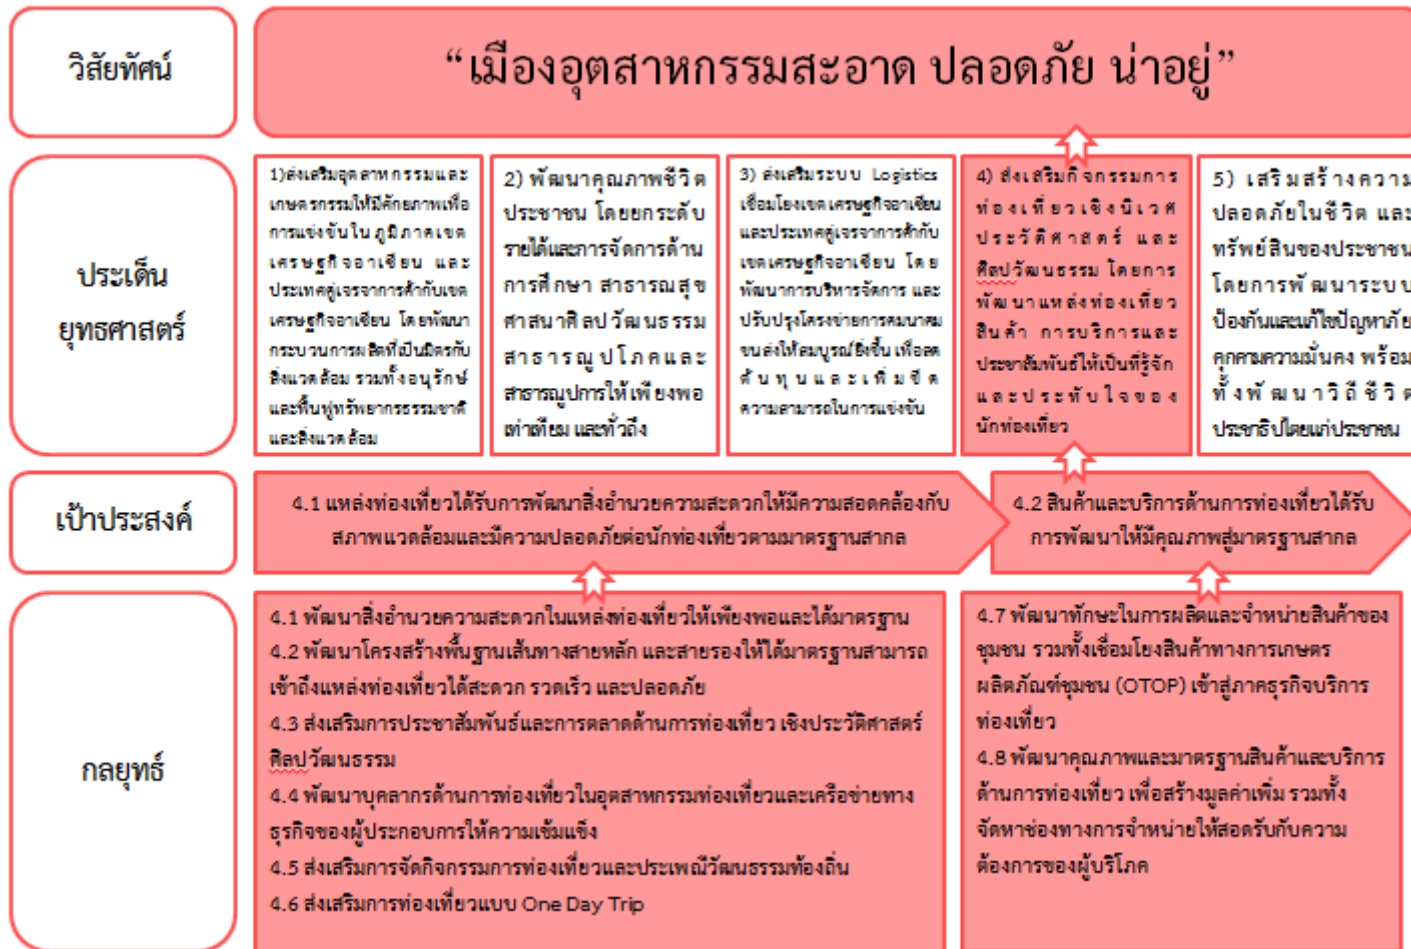 วิสัยทัศน์
“เมืองอุตสาหกรรมสะอาด ปลอดภัย น่าอยู่”
ประเด็น
ยุทธศาสตร์
1)ส่งเสริมอุตสาหกรรมและ
เกษตรกรรมให้มีศักยภาพเพื่อ
การแข่งขันในภูมิภาคเขต
เศรษฐกิจอาเซียน และ
ประเทศคู่เจรจาการค้ากับเขต
เศรษฐกิจอาเซียน โดยพัฒนา
กระบวนการผลิตที่เป็นมิตรกับ
สิ่งแวดล้อม รวมทั้งอนุรักษ์
และฟื้นฟูทรัพยากรธรรมชาติ
และสิ่งแวดล้อม
2) พัฒนาคุณภาพชีวิต
ประชาชน โดยยกระดับ
รายได้และการจัดการด้าน
การศึกษา สาธารณสุข
ศาสนาศิลปวัฒนธรรม
สาธารณูปโภคและ
สาธารณูปการให้เพียงพอ
เท่าเทียม และทั่วถึง
3) ส่งเสริมระบบ Logistics
เชื่อมโยงเขตเศรษฐกิจอาเซียน
และประเทศคู่เจรจาการค้ากับ
เขตเศรษฐกิจอาเซียน โดย
พัฒนาการบริหารจัดการ และ
ปรับปรุงโครงข่ายการคมนาคม
ขนส่งให้สมบูรณ์ยิ่งขึ้น เพื่อลด
ต้นทุนและเพิ่มขีด
ความสามารถในการแข่งขัน
4) ส่งเสริมกิจกรรมการ
ท่องเที่ยวเชิงนิเวศ
ประวัติศาสตร์ และ
ศิลปวัฒนธรรม โดยการ
พัฒนาแหล่งท่องเที่ยว
สินค้า การบริการและ
ประชาสัมพันธ์ให้เป็นที่รู้จัก
และประทับใจของ
นักท่องเที่ยว
5) เสริมสร้างความ
ปลอดภัยในชีวิต และ
ทรัพย์สินของประชาชน
โดยการพัฒนาระบบ
ป้องกันและแก้ไขปัญหาภัย
คุกคามความมั่นคง พร้อม
ทั้งพัฒนาวิถีชีวิต
ประชาธิปไตยแก่ประชาชน
เป้าประสงค์
4.1 แหล่งท่องเที่ยวได้รับการพัฒนาสิ่งอำนวยความสะดวกให้มีความสอดคล้องกับ
สภาพแวดล้อมและมีความปลอดภัยต่อนักท่องเที่ยวตามมาตรฐานสากล
4.2 สินค้าและบริการด้านการท่องเที่ยวได้รับ
การพัฒนาให้มีคุณภาพสู่มาตรฐานสากล
กลยุทธ์
4.1 พัฒนาสิ่งอำนวยความสะดวกในแหล่งท่องเที่ยวให้เพียงพอและได้มาตรฐาน
4.2 พัฒนาโครงสร้างพื้นฐานเส้นทางสายหลัก และสายรองให้ได้มาตรฐานสามารถ
เข้าถึงแหล่งท่องเที่ยวได้สะดวก รวดเร็ว และปลอดภัย
4.3 ส่งเสริมการประชาสัมพันธ์และการตลาดด้านการท่องเที่ยว เชิงประวัติศาสตร์
ศิลปวัฒนธรรม
4.4 พัฒนาบุคลากรด้านการท่องเที่ยวในอุตสาหกรรมท่องเที่ยวและเครือข่ายทาง
ธุรกิจของผู้ประกอบการให้ความเข้มแข็ง
4.5 ส่งเสริมการจัดกิจกรรมการท่องเที่ยวและประเพณีวัฒนธรรมท้องถิ่น
4.6 ส่งเสริมการท่องเที่ยวแบบ One Day Trip
4.7 พัฒนาทักษะในการผลิตและจำหน่ายสินค้าของ
ชุมชน รวมทั้งเชื่อมโยงสินค้าทางการเกษตร
ผลิตภัณฑ์ชุมชน (OTOP) เข้าสู่ภาคธุรกิจบริการ
ท่องเที่ยว
4.8 พัฒนาคุณภาพและมาตรฐานสินค้าและบริการ
ด้านการท่องเที่ยว เพื่อสร้างมูลค่าเพิ่ม รวมทั้ง
จัดหาช่องทางการจำหน่ายให้สอดรับกับความ
ต้องการของผู้บริโภค